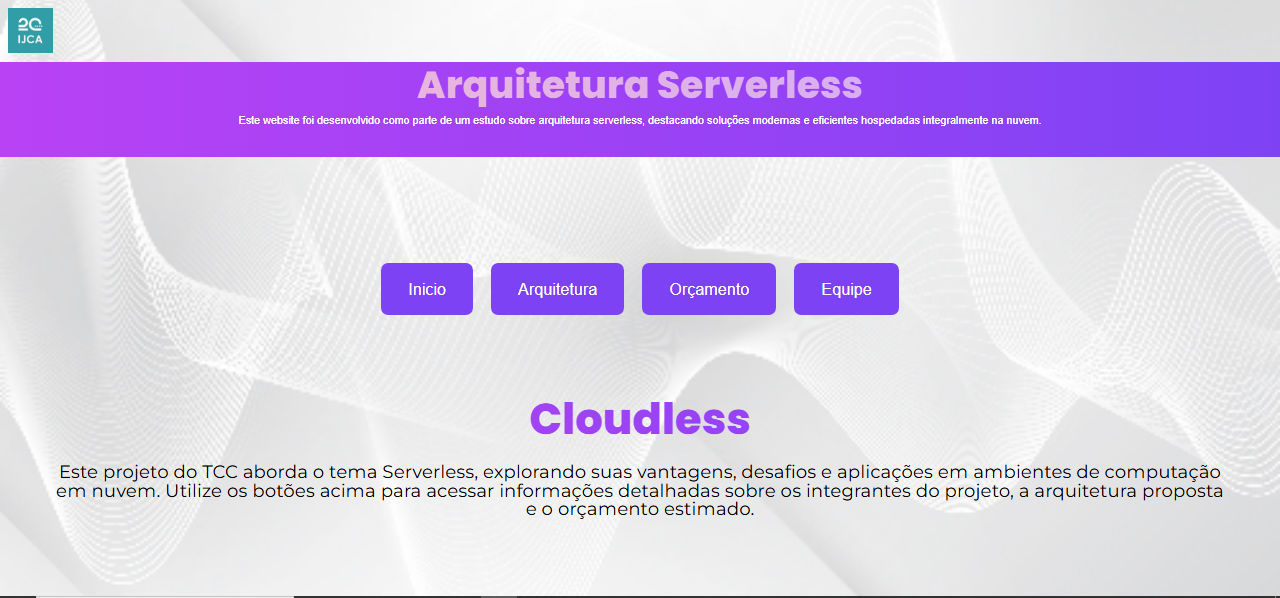 20
IJCA
Arquitetura Serverless
Este website foi desenvolvido como parte de um estudo sobre arquitetura serverless, destacando soluções modernas e eficientes hospedadas integralmente na nuvem.
Inicio Arquitetura Orçamento Equipe
Cloudless
Este projeto do TCC aborda o tema Serverless, explorando suas vantagens, desafios e aplicações em ambientes de computação
em nuvem. Utilize os botões acima para acessar informações detalhadas sobre os integrantes do projeto, a arquitetura proposta
e o orçamento estimado.